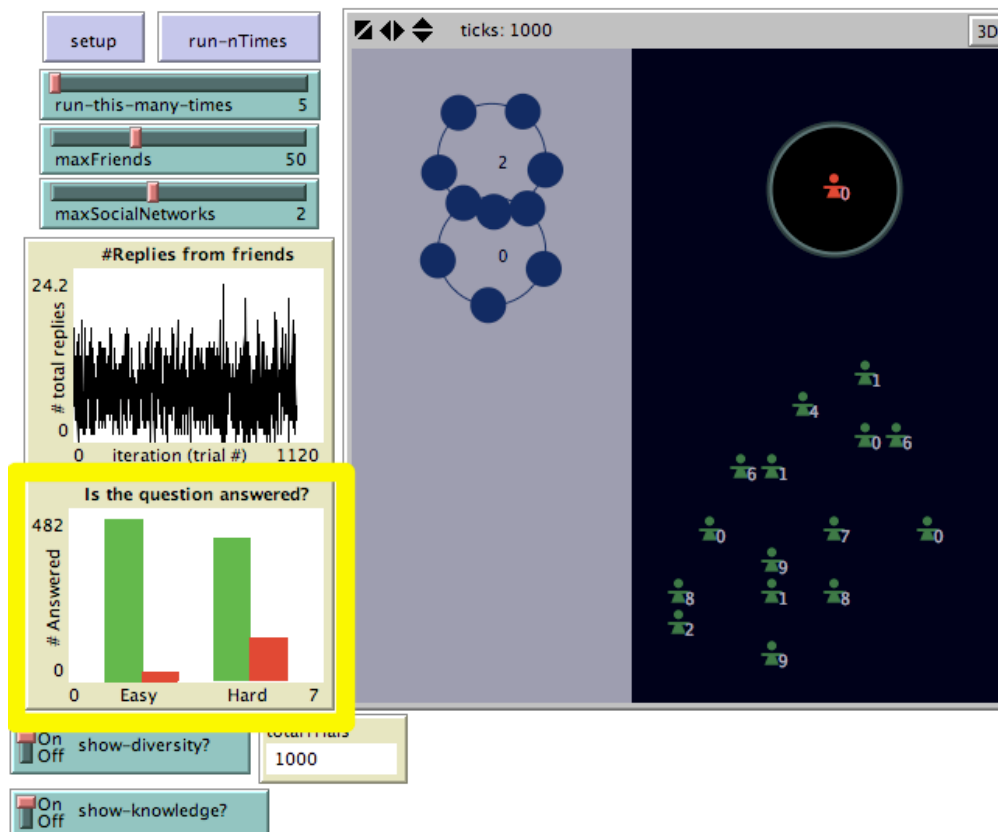 setup
run-nTimes
run-this-many-times 5
maxFriends 50
maxSocialNetworks 2
#Replies from friends
24.2
# total replies
0
0 iteration (trial #) 1120
Is the question answered?
482
# Answered
0
0 Easy Hard 7
On
Off
show-diversity?
totalTrials
1000
On
Off
show-knowledge?
ticks: 1000
3D
2
0
0
1
4
0
6
6
1
0
7
0
9
8
1
8
2
9